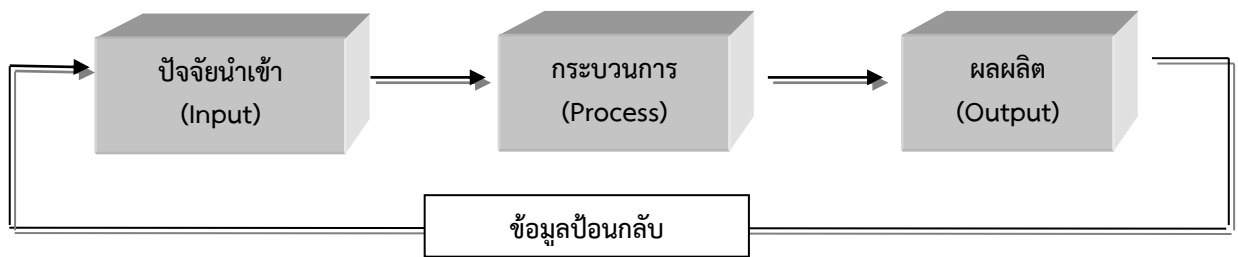 ปัจจัยนำเข้า
(Input)
กระบวนการ
(Process)
ผลผลิต
(Output)
ข้อมูลป้อนกลับ